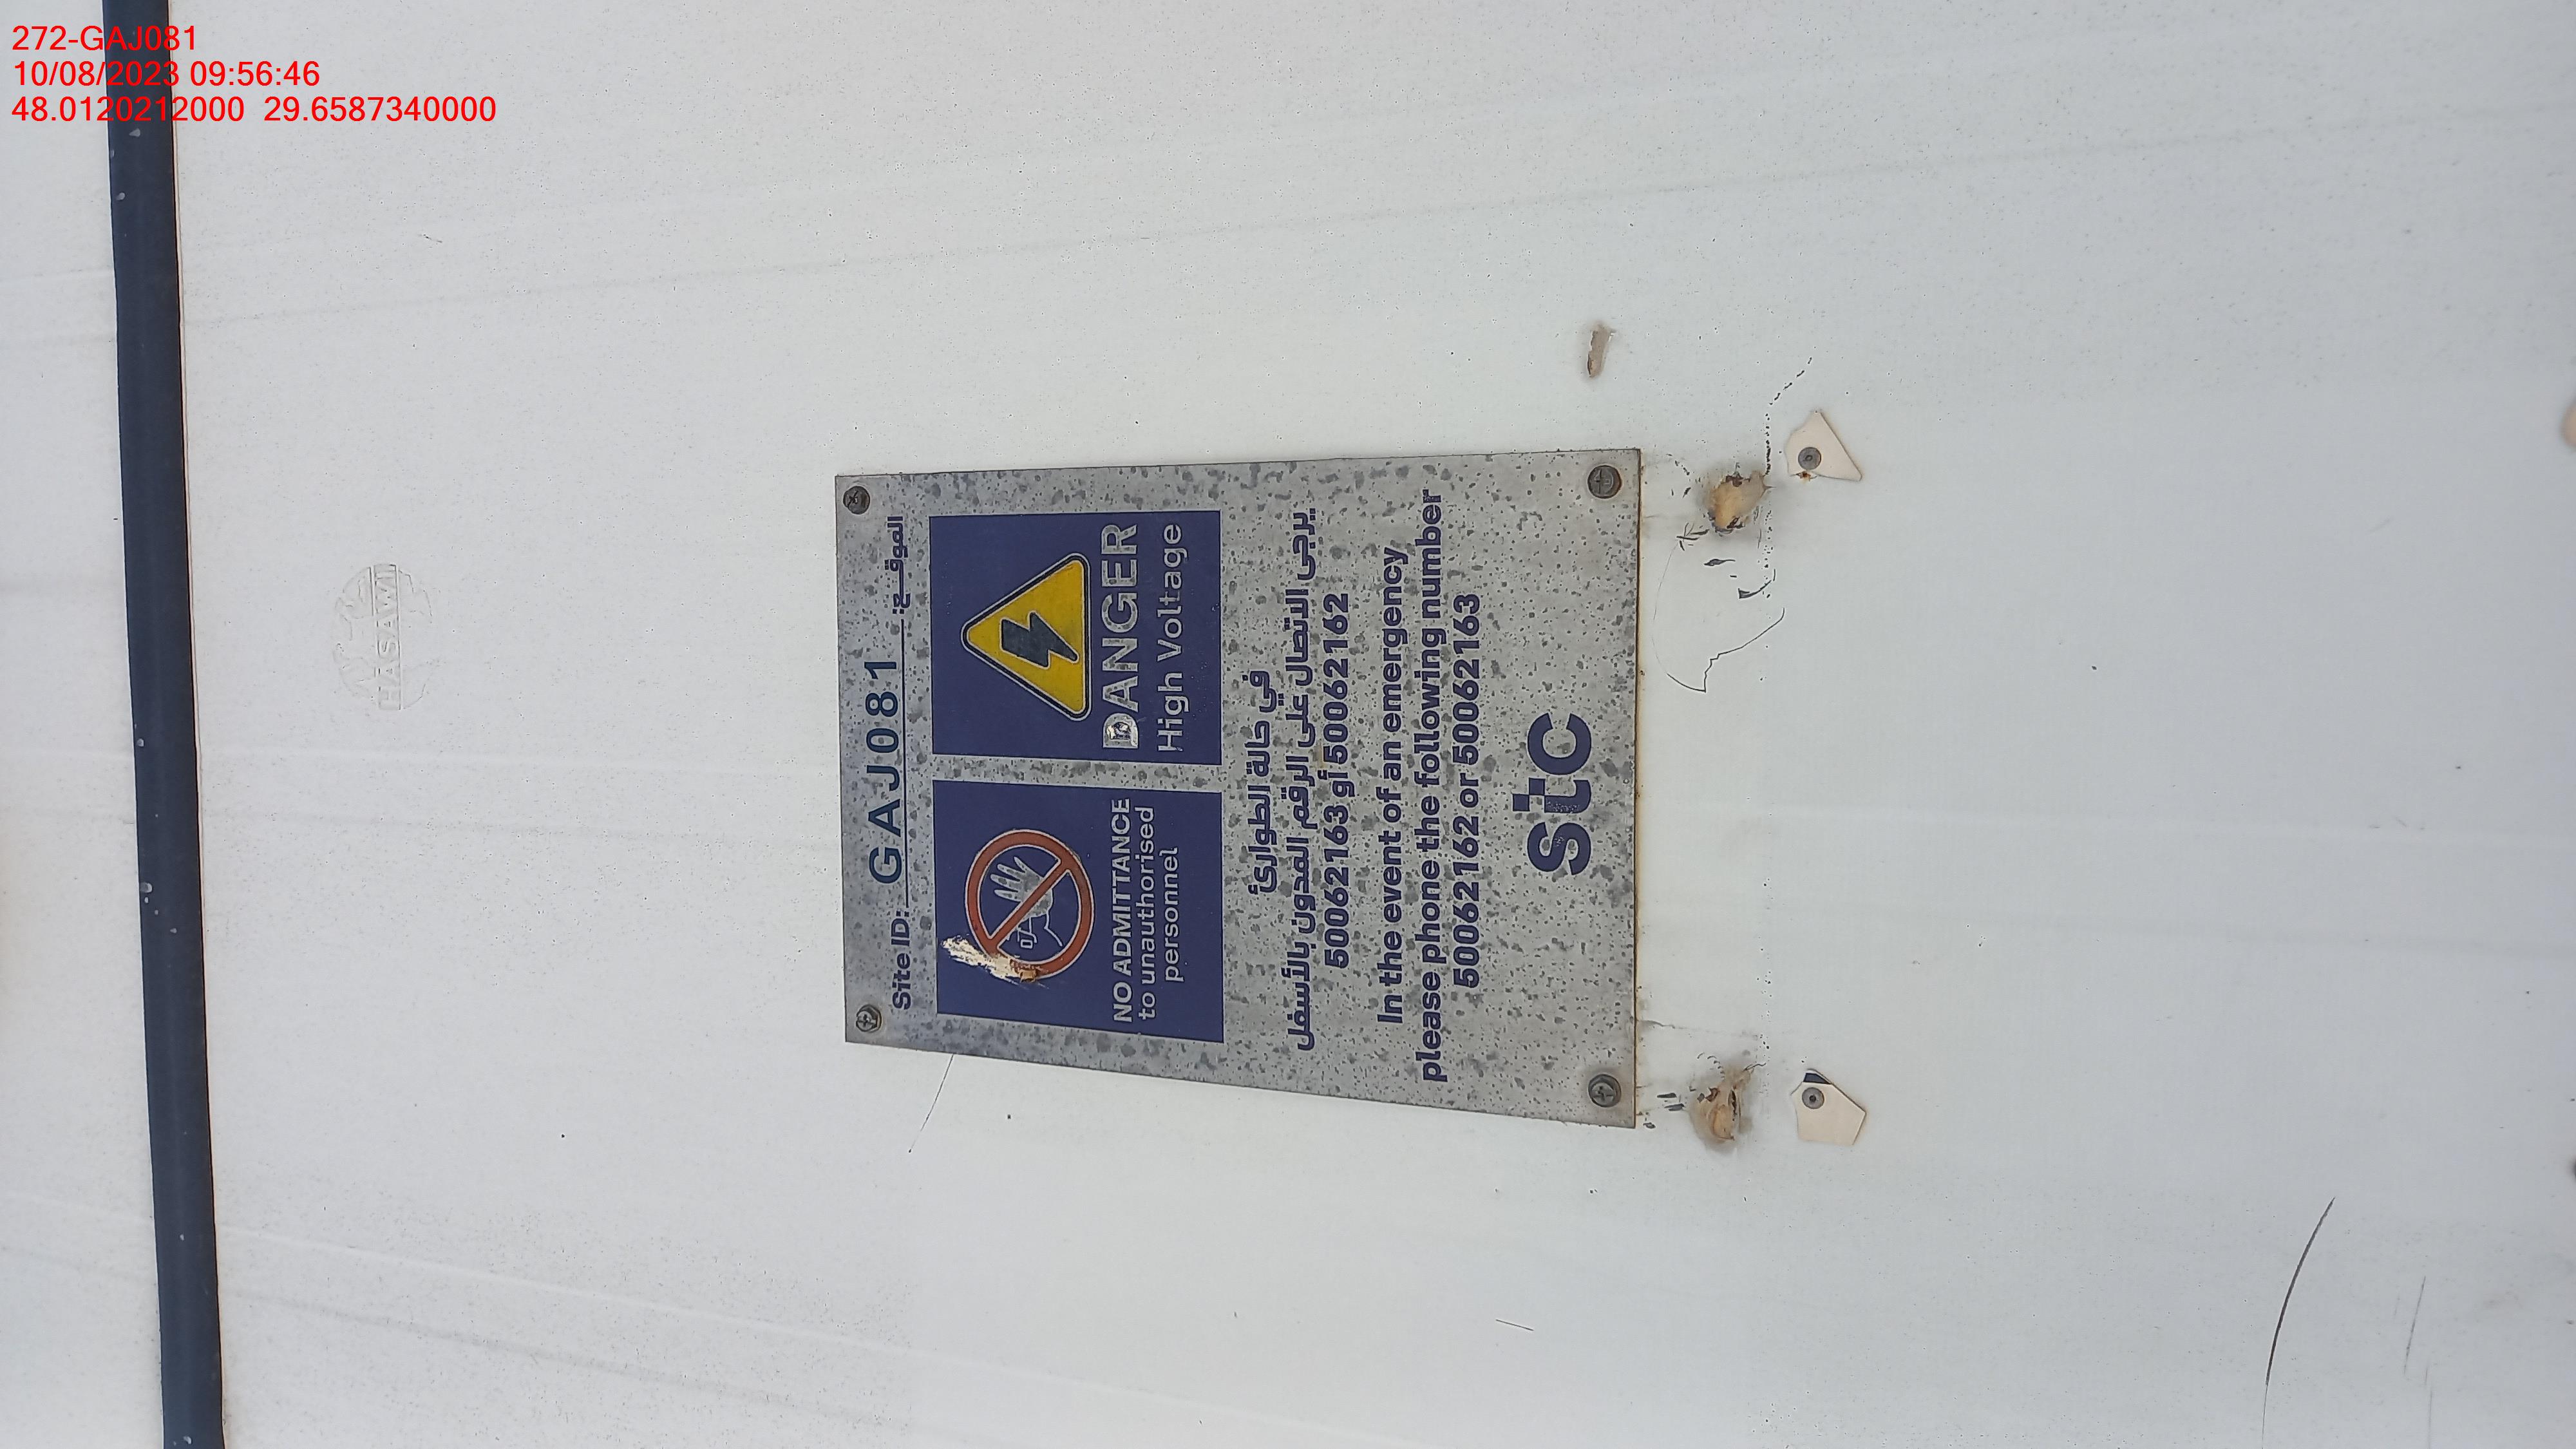 272-GAJ081
10/08/2023 09:56:46
48.0120212000 29.6587340000
HASAWI
Site ID: GAJ081 الموقــع:
NO ADMITTANCE
to unauthorised
personnel
DANGER
High Voltage
في حالة الطوارئ
يرجى الاتصال على الرقم المدون بالأسفل
50062162 أو 50062163
In the event of an emergency
please phone the following number
50062162 or 50062163
stc